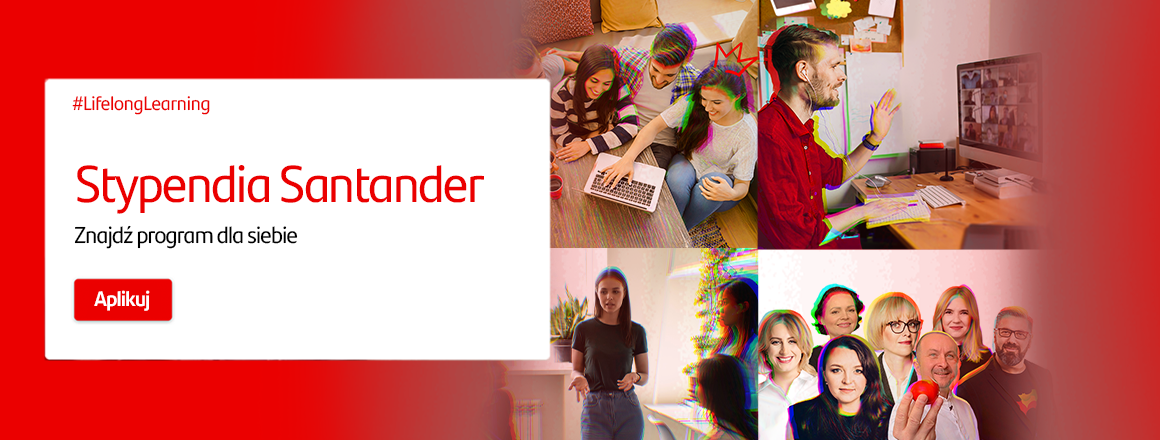 #LifelongLearning
Stypendia Santander
Znajdź program dla siebie
Aplikuj